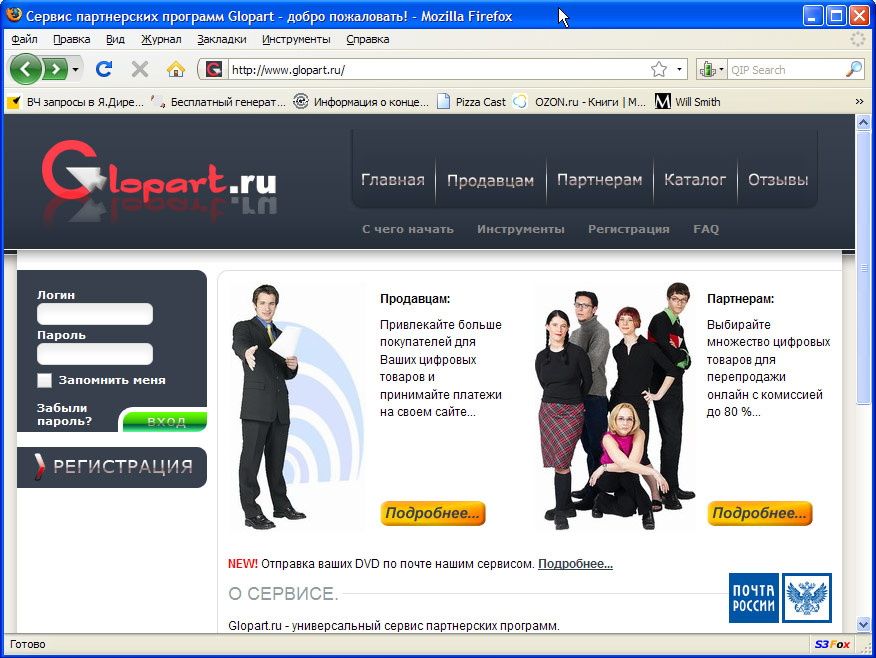 Сервис партнерских программ Glopart - добро пожаловать! - Mozilla Firefox
Файл Правка Вид Журнал Закладки Инструменты Справка
http://www.glopart.ru/ QIP Search
ВЧ запросы в Я.Дире... Бесплатный генерат... Информация о конце... Pizza Cast OZON.ru - Книги | М... Will Smith »
Glopart.ru
Главная Продавцам Партнерам Каталог Отзывы
С чего начать Инструменты Регистрация FAQ
Логин
Пароль
Запомнить меня
Забыли
пароль?
ВХОД
РЕГИСТРАЦИЯ
Продавцам:
Привлекайте больше
покупателей для
Ваших цифровых
товаров и
принимайте платежи
на своем сайте...
Подробнее...
Партнерам:
Выбирайте
множество цифровых
товаров для
перепродажи
онлайн с комиссией
до 80 %...
Подробнее...
NEW! Отправка ваших DVD по почте нашим сервисом. Подробнее...
О СЕРВИСЕ.
ПОЧТА
РОССИИ
Glopart.ru - универсальный сервис партнерских программ.
Готово S3Fox